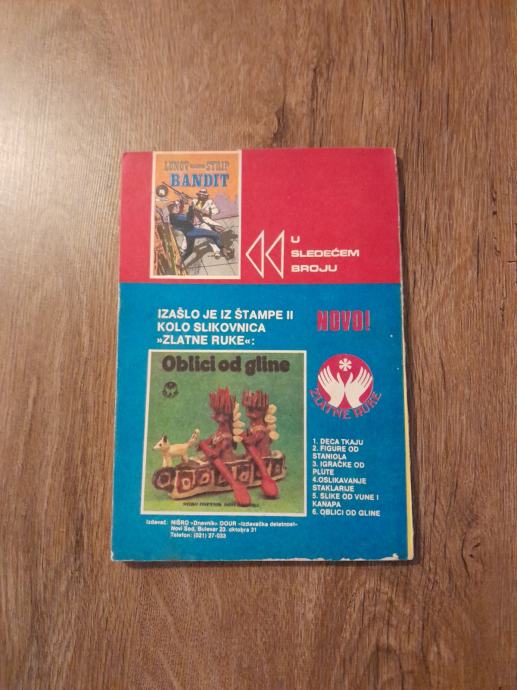 LUNOV STRIP
BANDIT
U
SLEDEĆEM
BROJU
IZAŠLO JE IZ ŠTAMPE II
KOLO SLIKOVNICA
»ZLATNE RUKE«:
NOVO!
Oblici od gline
ZLATNE RUKE
1. DECA TKAJU
2. FIGURE OD
STANIOLA
3. IGRAČKE OD
PLUTE
4.OSLIKAVANJE
STAKLARIJE
5. SLIKE OD VUNE I
KANAPA
6. OBLICI OD GLINE
Izdavač: NIŠRO »Dnevnik« OOUR »Izdavačka delatnost«
Novi Sad, Bulevar 23. oktobra 31
Telefon: (021) 27-033